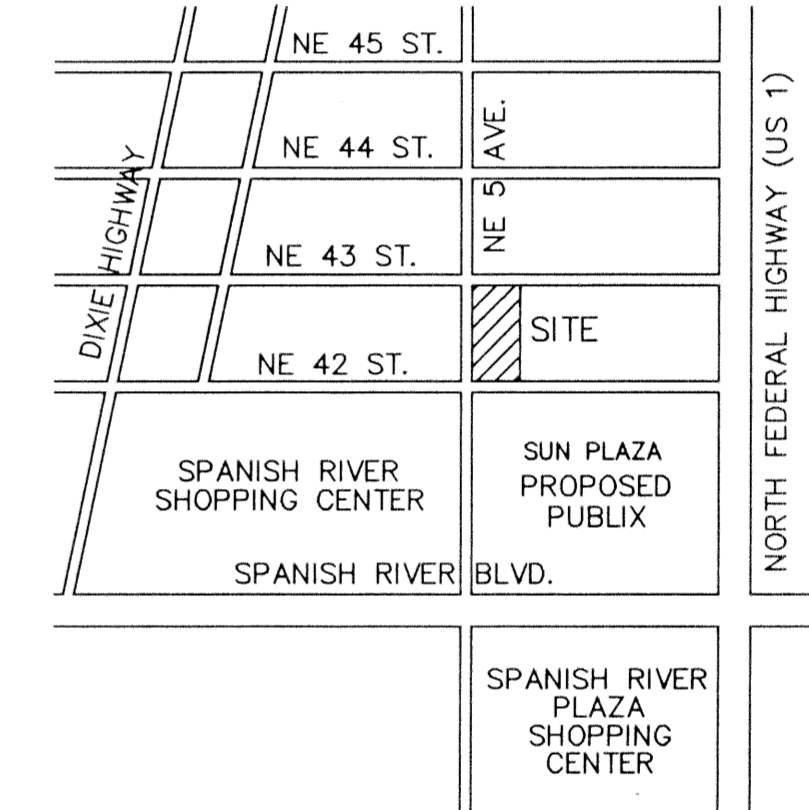 NE 45 ST.
NE 44 ST.
NE 5 AVE.
NORTH FEDERAL HIGHWAY (US 1)
DIXIE HIGHWAY
NE 43 ST.
SITE
NE 42 ST.
SPANISH RIVER
SHOPPING CENTER
SUN PLAZA
PROPOSED
PUBLIX
SPANISH RIVER BLVD.
SPANISH RIVER
PLAZA
SHOPPING
CENTER